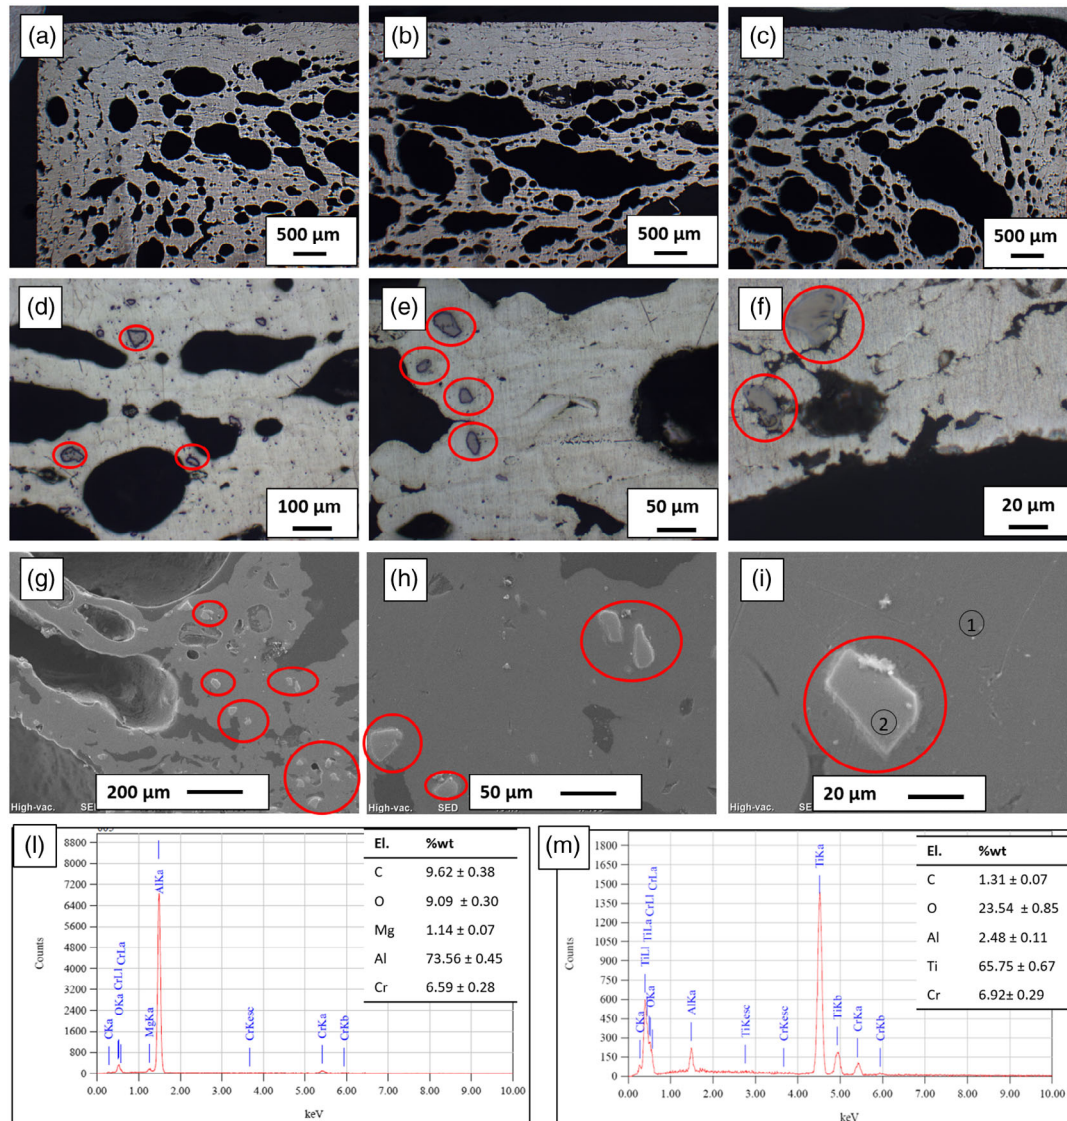 (a)
(b)
(c)
500 μm
500 μm
500 μm
(d)
(e)
(f)
100 μm
50 μm
20 μm
(g)
(h)
(i)
1
2
200 μm
50 μm
20 μm
High-vac.
High-vac.
SED
High-vac.
(l)
8800
8000
7200
6400
5600
4800
4000
3200
2400
1600
800
0
Counts
0.00 1.00 2.00 3.00 4.00 5.00 6.00 7.00 8.00 9.00 10.00
keV
CKa
OKa
CrLl
CrLa
MgKa
AlKa
CrKesc
CrKa
CrKb
El. %wt
C 9.62 ± 0.38
O 9.09 ± 0.30
Mg 1.14 ± 0.07
Al 73.56 ± 0.45
Cr 6.59 ± 0.28
(m)
1800
1650
1500
1350
1200
1050
900
750
600
450
300
150
0
Counts
0.00 1.00 2.00 3.00 4.00 5.00 6.00 7.00 8.00 9.00 10.00
keV
CKa
TiLl
OKa
TiLa
CrLl
CrLa
AlKa
TiKesc
CrKesc
TiKa
TiKb
CrKa
CrKb
El. %wt
C 1.31 ± 0.07
O 23.54 ± 0.85
Al 2.48 ± 0.11
Ti 65.75 ± 0.67
Cr 6.92± 0.29